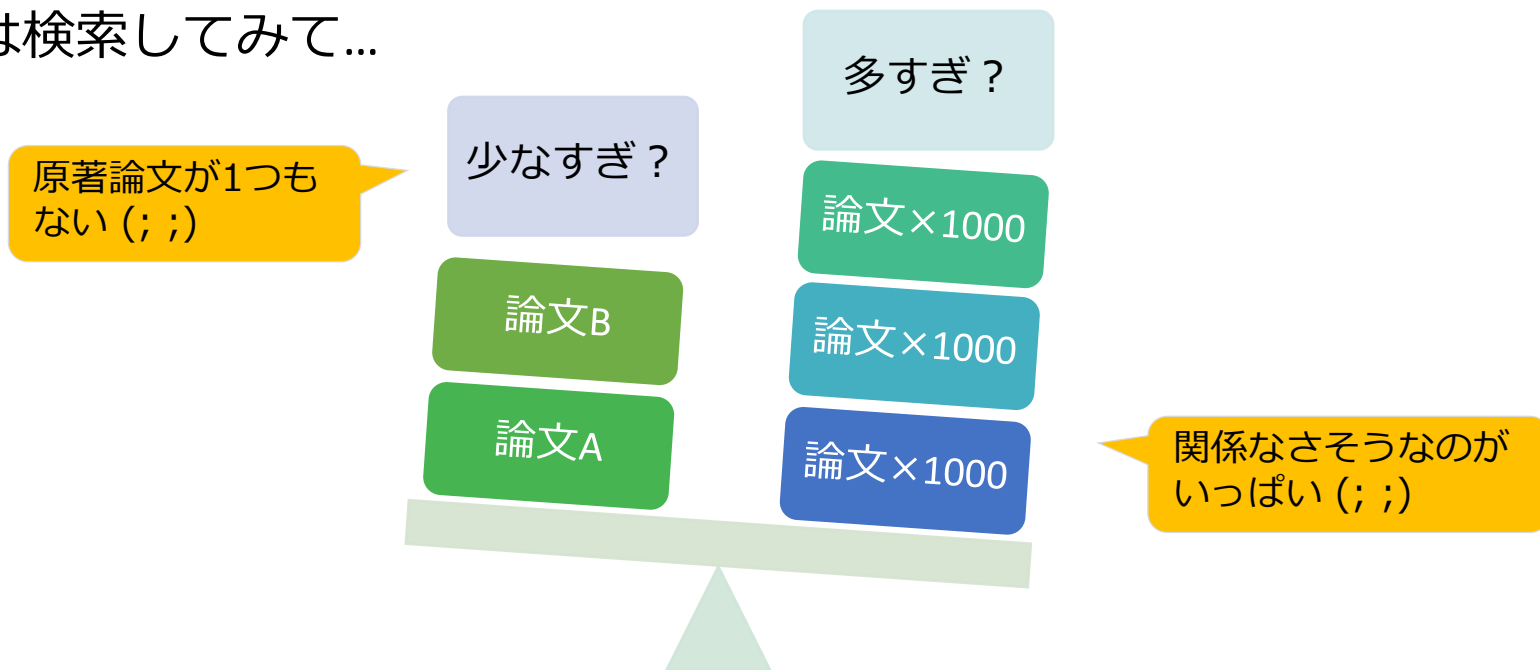 は検索してみて…
多すぎ？
少なすぎ？
原著論文が1つも
ない (; ;)
論文×1000
論文B
論文×1000
論文A
論文×1000
関係なさそうなのが
いっぱい (; ;)